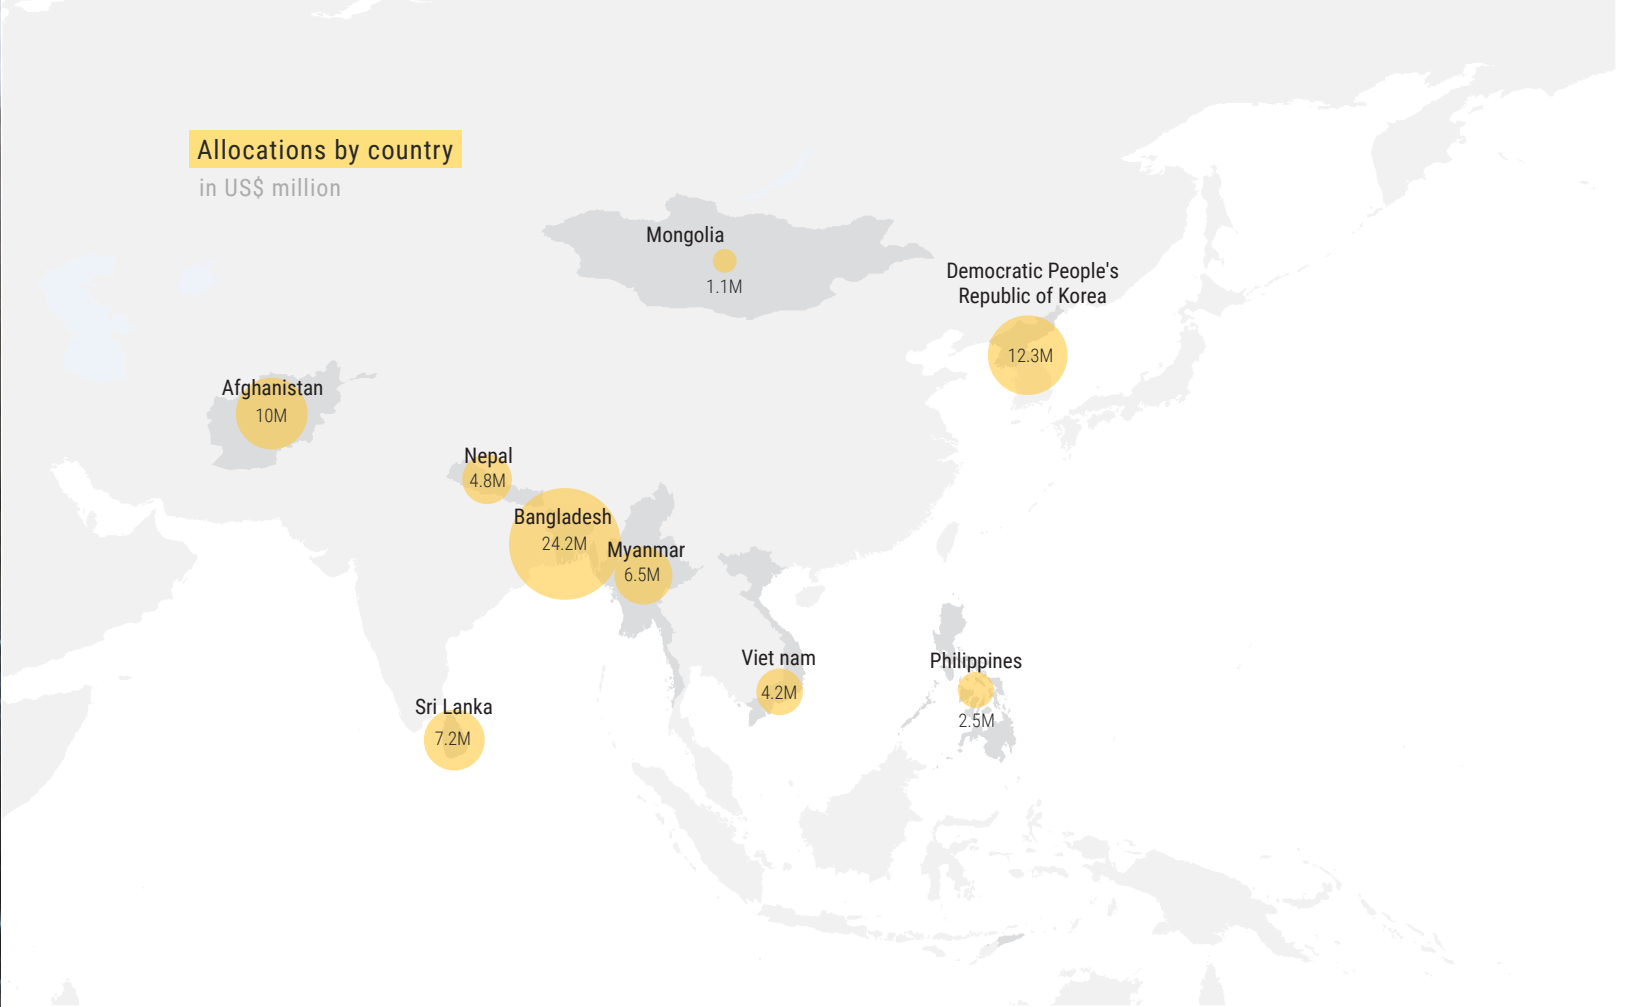 Allocations by country
in US$ million
Mongolia
1.1M
Democratic People's
Republic of Korea
12.3M
Afghanistan
10M
Nepal
4.8M
Bangladesh
24.2M
Myanmar
6.5M
Viet nam
4.2M
Philippines
2.5M
Sri Lanka
7.2M